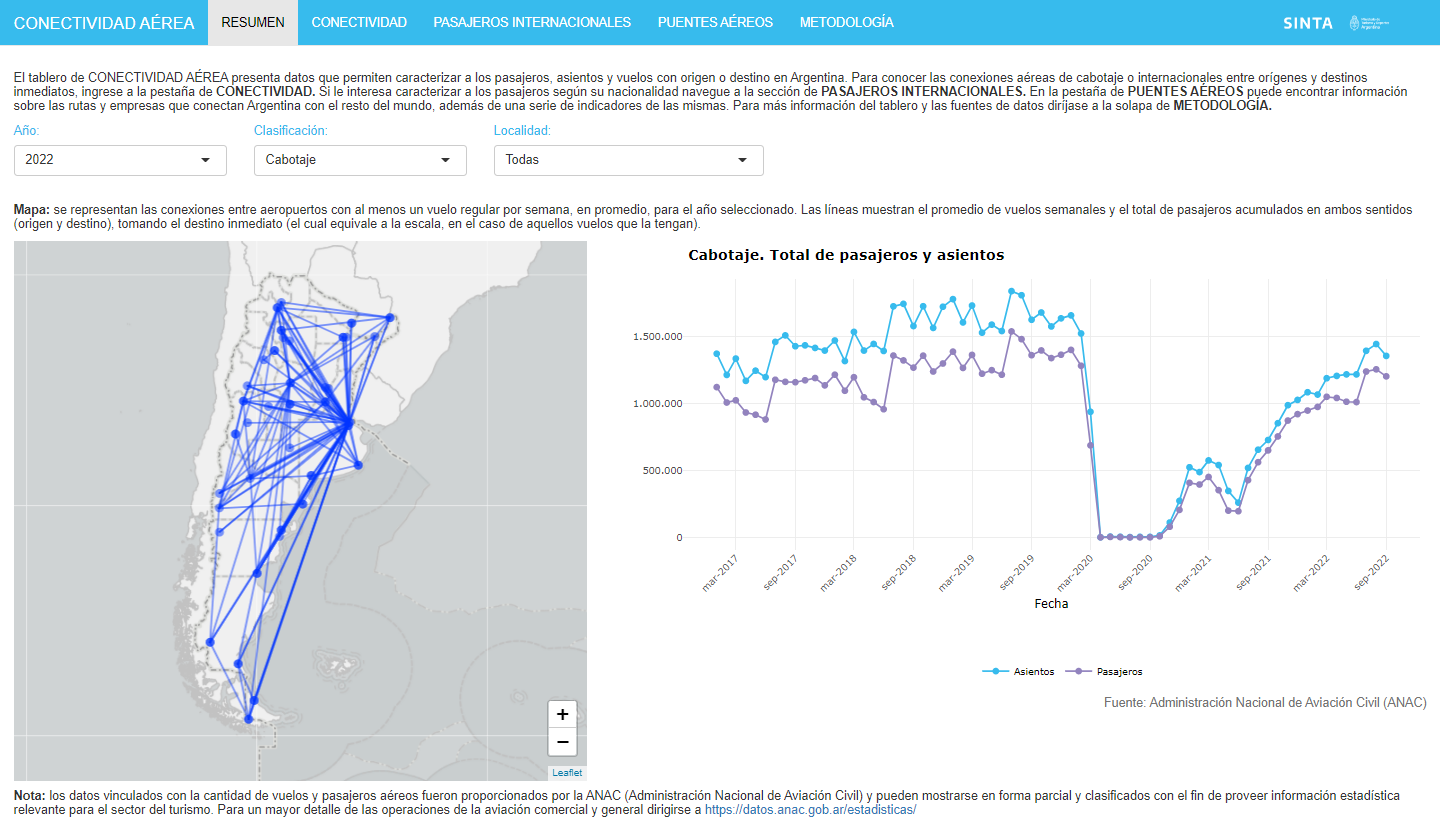 CONECTIVIDAD AÉREA
RESUMEN
CONECTIVIDAD
PASAJEROS INTERNACIONALES
PUENTES AÉREOS
METODOLOGÍA
SINTA
Argentina
El tablero de CONECTIVIDAD AÉREA presenta datos que permiten caracterizar a los pasajeros, asientos y vuelos con origen o destino en Argentina. Para conocer las conexiones aéreas de cabotaje o internacionales entre orígenes y destinos
inmediatos, ingrese a la pestaña de CONECTIVIDAD. Si le interesa caracterizar a los pasajeros según su nacionalidad navegue a la sección de PASAJEROS INTERNACIONALES. En la pestaña de PUENTES AÉREOS puede encontrar información
sobre las rutas y empresas que conectan Argentina con el resto del mundo, además de una serie de indicadores de las mismas. Para más información del tablero y las fuentes de datos diríjase a la solapa de METODOLOGÍA.
Año:
Clasificación:
Localidad:
2022
Cabotaje
Todas
Mapa: se representan las conexiones entre aeropuertos con al menos un vuelo regular por semana, en promedio, para el año seleccionado. Las líneas muestran el promedio de vuelos semanales y el total de pasajeros acumulados en ambos sentidos
(origen y destino), tomando el destino inmediato (el cual equivale a la escala, en el caso de aquellos vuelos que la tengan).
+
−
Leaflet
Cabotaje. Total de pasajeros y asientos
1.500.000
1.000.000
500.000
0
mar-2017
sep-2017
mar-2018
sep-2018
mar-2019
sep-2019
mar-2020
sep-2020
mar-2021
sep-2021
mar-2022
sep-2022
Fecha
Asientos
Pasajeros
Fuente: Administración Nacional de Aviación Civil (ANAC)
Nota: los datos vinculados con la cantidad de vuelos y pasajeros aéreos fueron proporcionados por la ANAC (Administración Nacional de Aviación Civil) y pueden mostrarse en forma parcial y clasificados con el fin de proveer información estadística
relevante para el sector del turismo. Para un mayor detalle de las operaciones de la aviación comercial y general dirigirse a https://datos.anac.gob.ar/estadisticas/